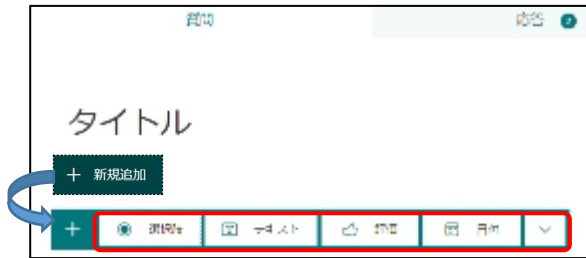 質問 応答
タイトル
+ 新規追加
+ 選択肢 テキスト 評価 日付